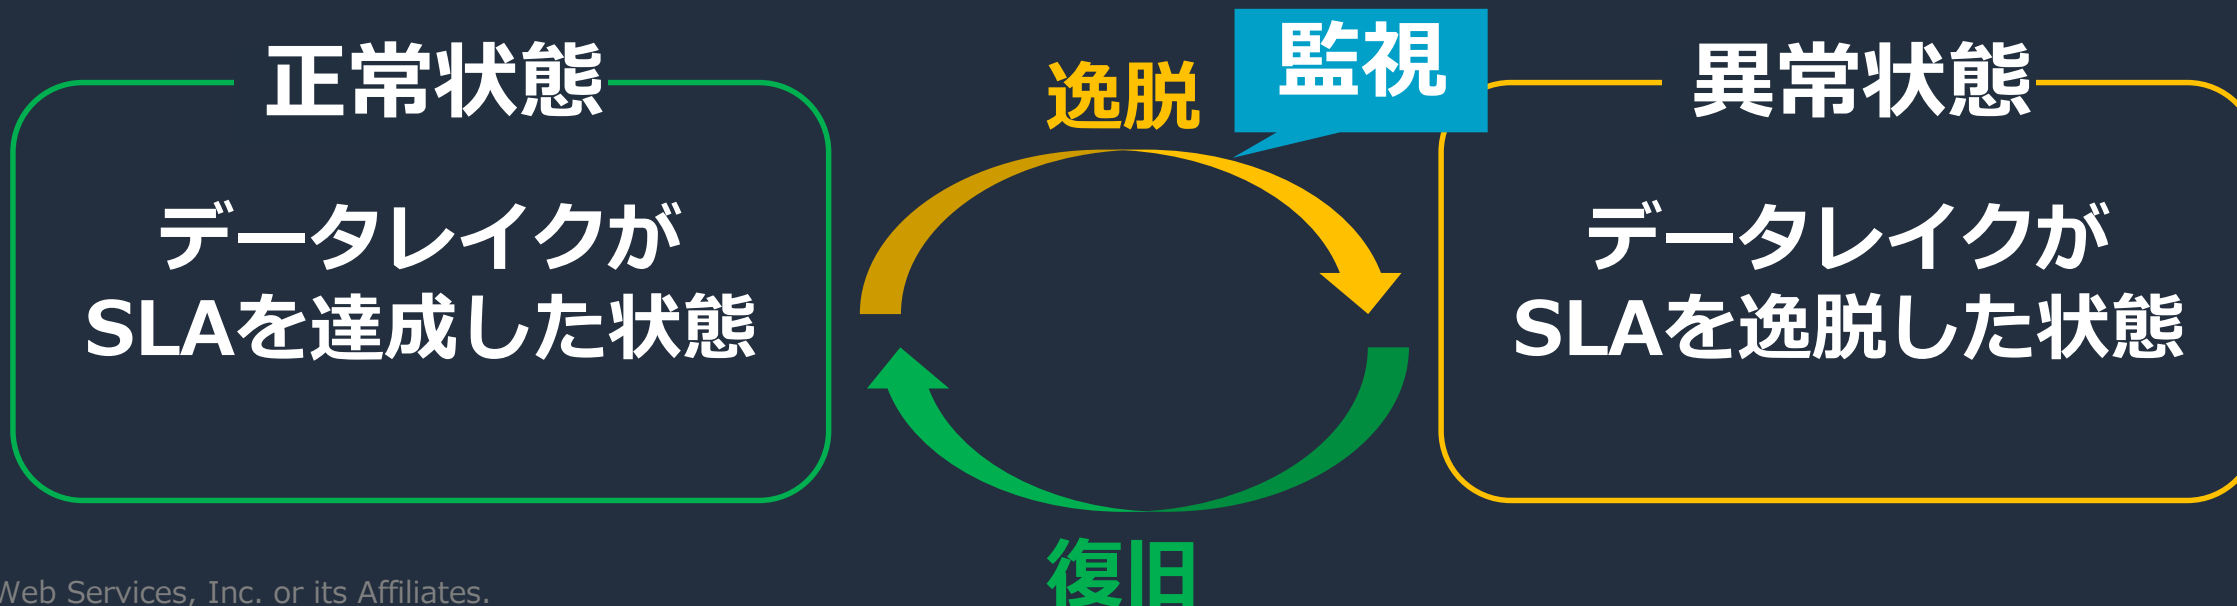 正常状態
データレイクが
SLAを達成した状態
逸脱
監視
異常状態
データレイクが
SLAを逸脱した状態
復旧
Web Services, Inc. or its Affiliates.